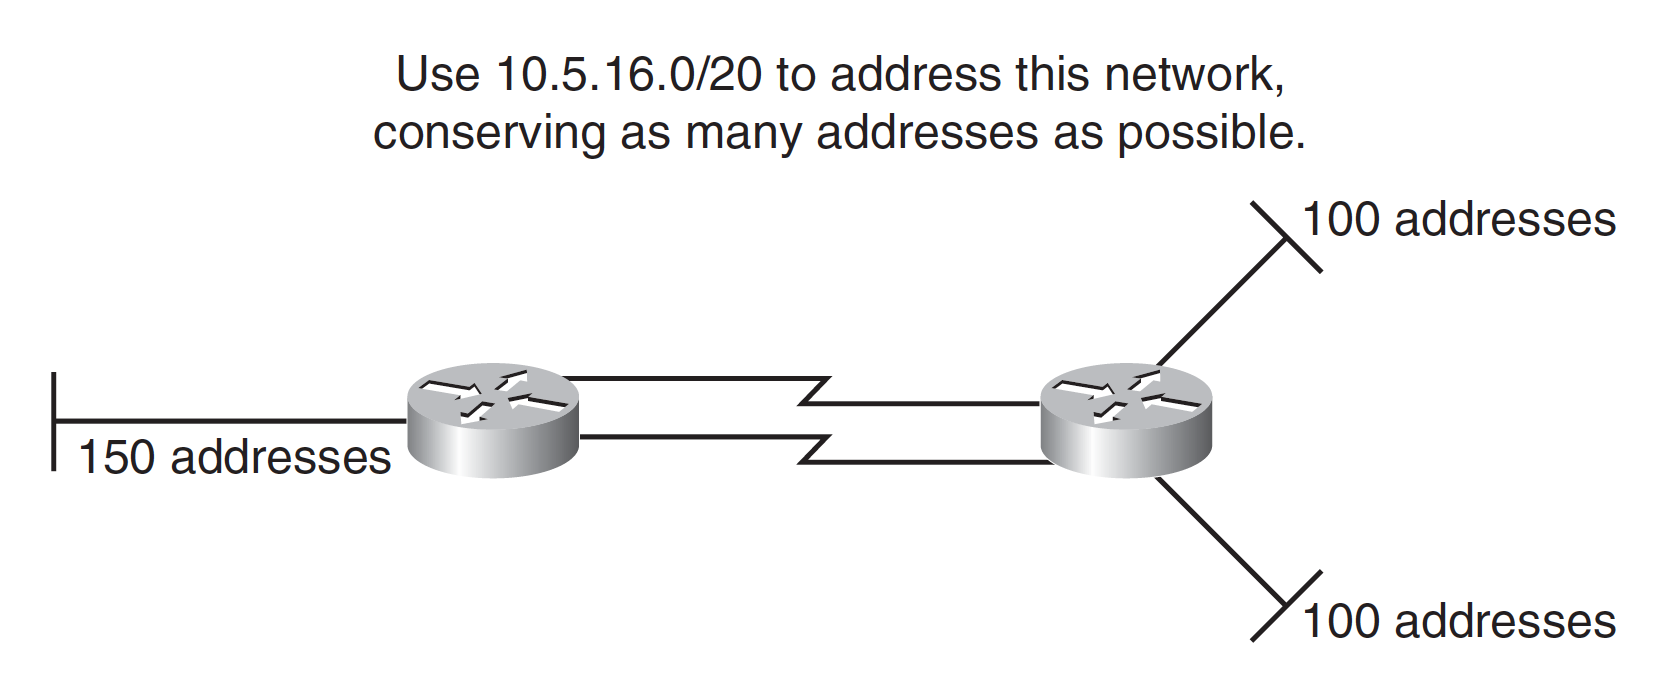 Use 10.5.16.0/20 to address this network,
conserving as many addresses as possible.
100 addresses
150 addresses
100 addresses